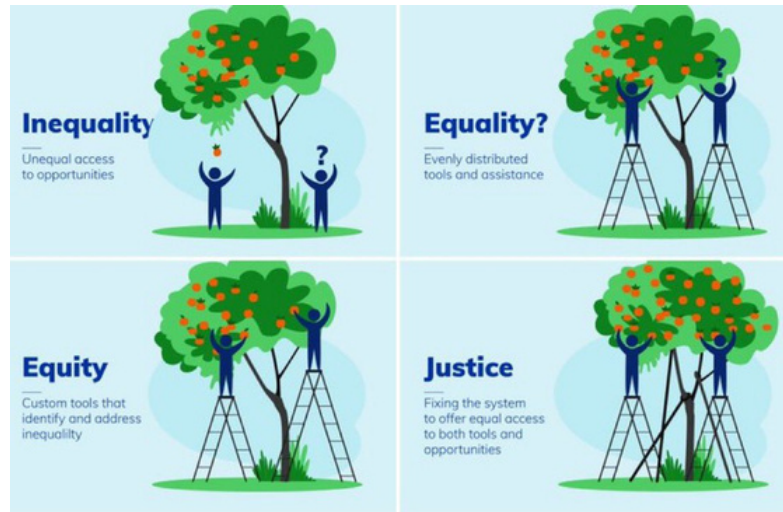 Inequality
Unequal access
to opportunities
?
Equality?
Evenly distributed
tools and assistance
?
Equity
Custom tools that
identify and address
inequalilty
Justice
Fixing the system
to offer equal access
to both tools and
opportunities